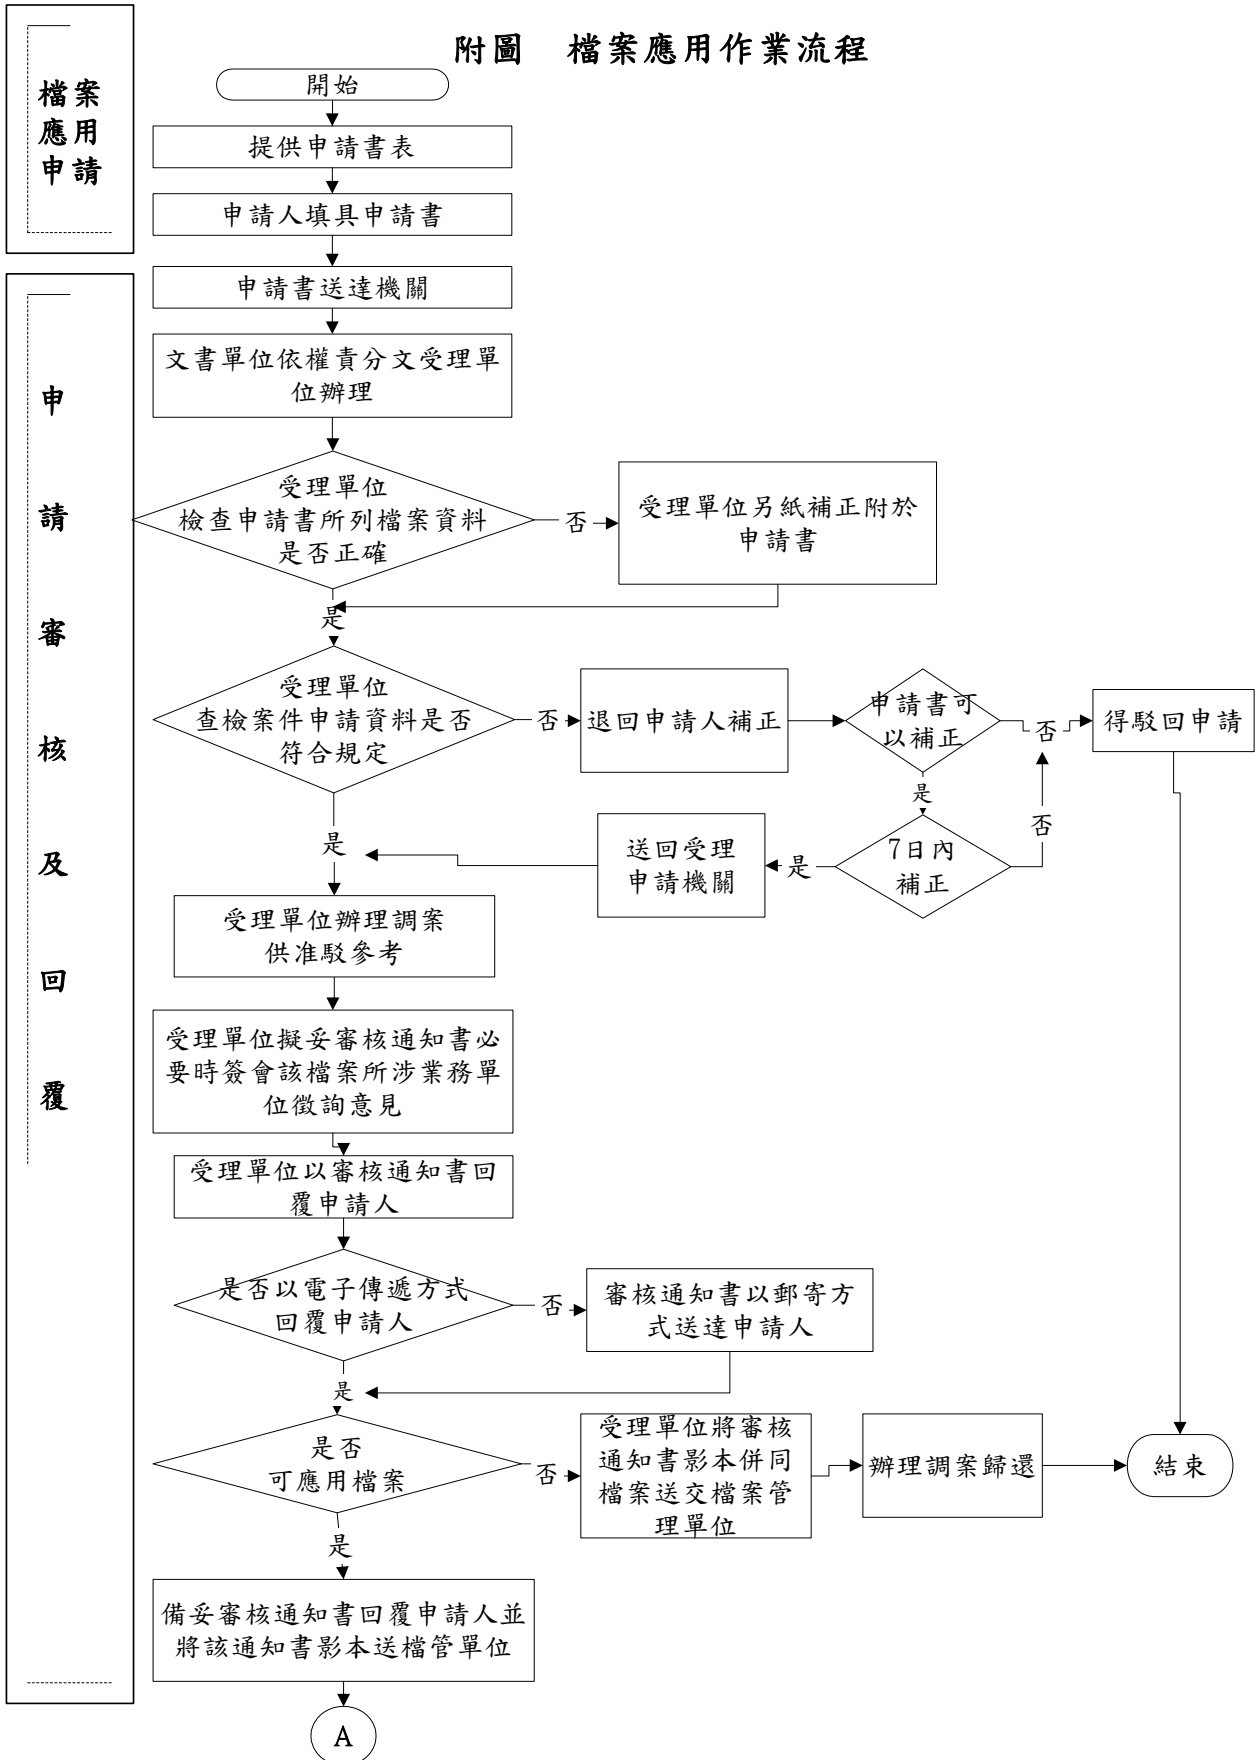 附圖　檔案應用作業流程
檔案
應用
申請
開始
提供申請書表
申請人填具申請書
申
請
審
核
及
回
覆
申請書送達機關
文書單位依權責分文受理單
位辦理
受理單位
檢查申請書所列檔案資料
是否正確
否
受理單位另紙補正附於
申請書
是
受理單位
查檢案件申請資料是否
符合規定
否
退回申請人補正
申請書可
以補正
否
得駁回申請
是
7日內
補正
否
是
送回受理
申請機關
是
受理單位辦理調案
供准駁參考
受理單位擬妥審核通知書必
要時簽會該檔案所涉業務單
位徵詢意見
受理單位以審核通知書回
覆申請人
是否以電子傳遞方式
回覆申請人
否
審核通知書以郵寄方
式送達申請人
是
是否
可應用檔案
否
受理單位將審核
通知書影本併同
檔案送交檔案管
理單位
辦理調案歸還
結束
是
備妥審核通知書回覆申請人並
將該通知書影本送檔管單位
A